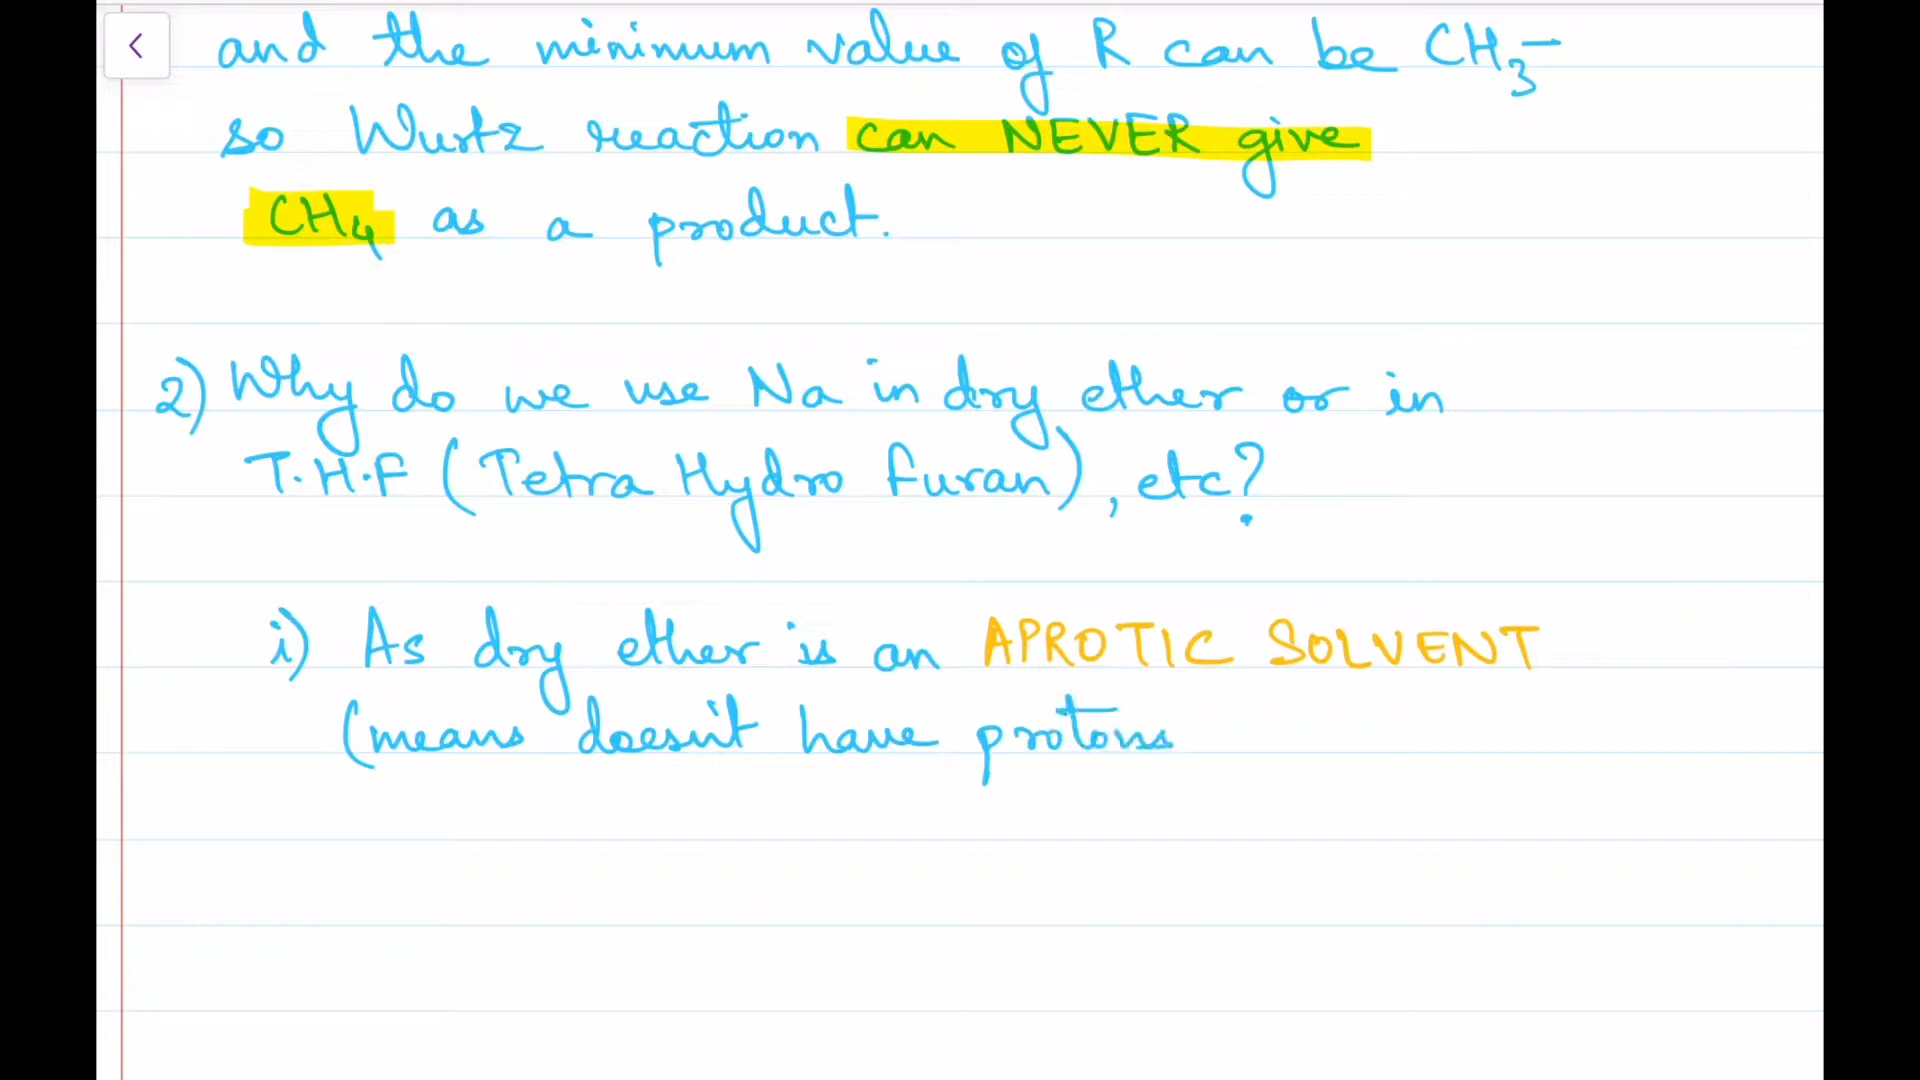 and the minimum value of R can be CH₃-
so Wurtz reaction can NEVER give
CH₄ as a product.
2) Why do we use Na in dry ether or in
T.H.F (Tetra Hydro furan), etc?
i) As dry ether is an APROTIC SOLVENT
(means doesn't have protons